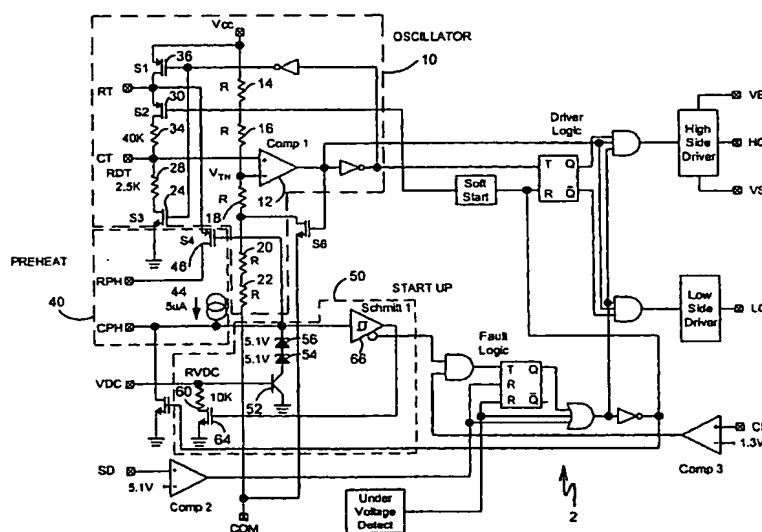 Vcc
OSCILLATOR
10
S1
36
14
R
RT
30
S2
16
R
Comp 1
34
40K
CT
28
RDT
2.5K
VTH
12
24
R
S3
18
S6
S4
20
R
PREHEAT
46
22
R
RPH
40
44
5uA
50
START UP
Schmitt 1
CPH
5.1V
56
5.1V
54
66
VDC
RVDC
60
10K
52
64
SD
5.1V
Comp 2
COM
Under
Voltage
Detect
2
Fault
Logic
T Q
R
R Q
Soft
Start
Driver
Logic
T Q
R Q
High
Side
Driver
HO
Low
Side
Driver
1.3V
Comp 3